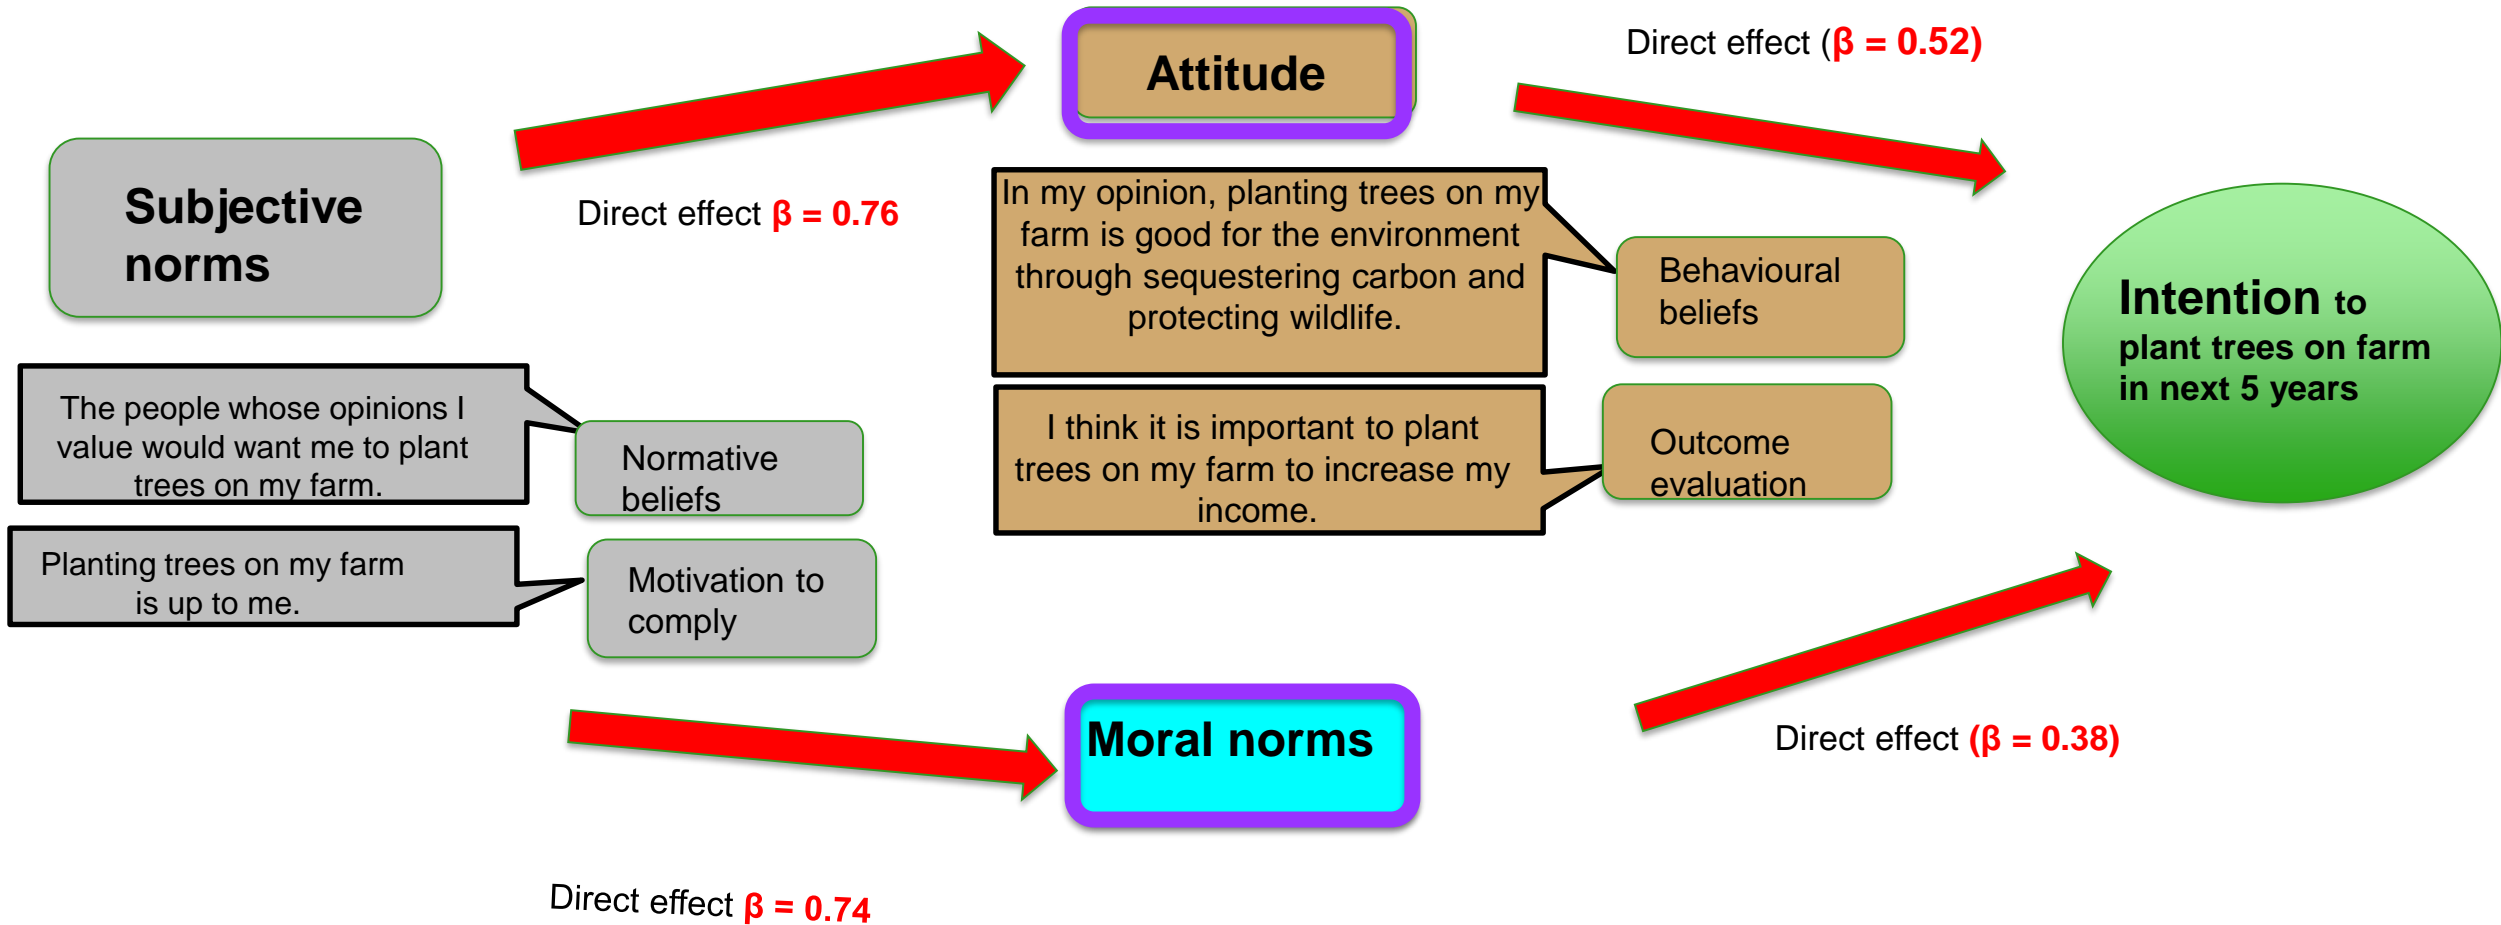 Attitude
Direct effect (β = 0.52)
Subjective
norms
Direct effect β = 0.76
In my opinion, planting trees on my
farm is good for the environment
through sequestering carbon and
protecting wildlife.
Behavioural
beliefs
Intention to
plant trees on farm
in next 5 years
The people whose opinions I
value would want me to plant
trees on my farm.
Normative
beliefs
I think it is important to plant
trees on my farm to increase my
income.
Outcome
evaluation
Planting trees on my farm
is up to me.
Motivation to
comply
Moral norms
Direct effect (β = 0.38)
Direct effect β = 0.74